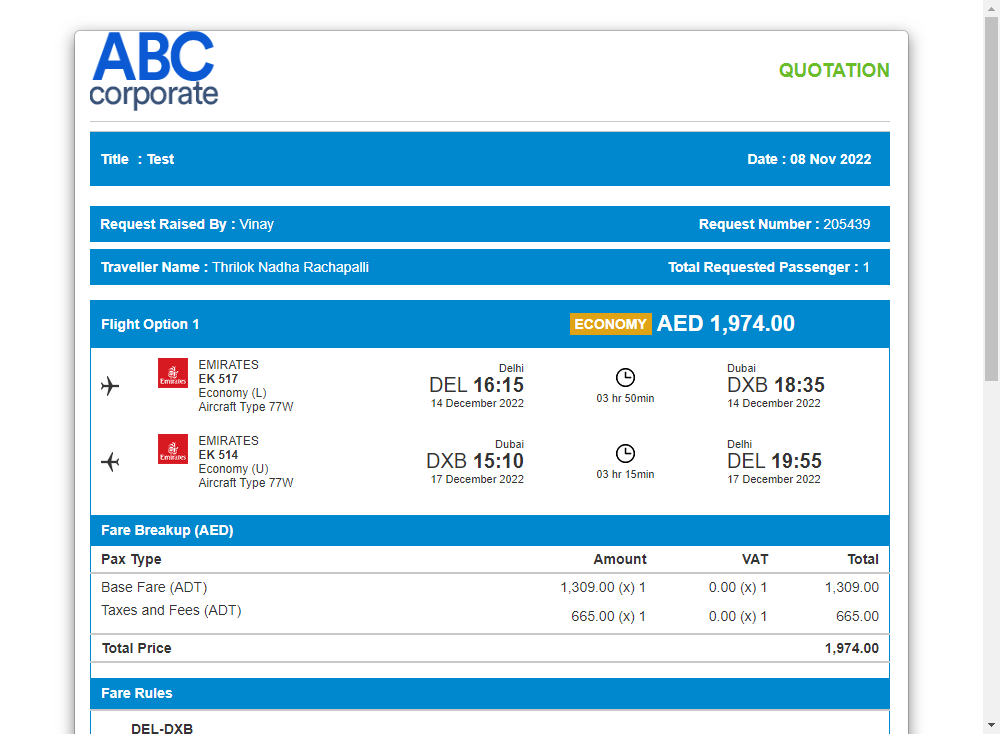 ABC
corporate
QUOTATION
Title : Test
Date : 08 Nov 2022
Request Raised By : Vinay
Request Number : 205439
Traveller Name : Thrilok Nadha Rachapalli
Total Requested Passenger : 1
Flight Option 1
ECONOMY AED 1,974.00
Emirates
EMIRATES
EK 517
Economy (L)
Aircraft Type 77W
Delhi
DEL 16:15
14 December 2022
03 hr 50min
Dubai
DXB 18:35
14 December 2022
Emirates
EMIRATES
EK 514
Economy (U)
Aircraft Type 77W
Dubai
DXB 15:10
17 December 2022
03 hr 15min
Delhi
DEL 19:55
17 December 2022
Fare Breakup (AED)
Pax Type Amount VAT Total
Base Fare (ADT) 1,309.00 (x) 1 0.00 (x) 1 1,309.00
Taxes and Fees (ADT) 665.00 (x) 1 0.00 (x) 1 665.00
Total Price 1,974.00
Fare Rules
DEL-DXB